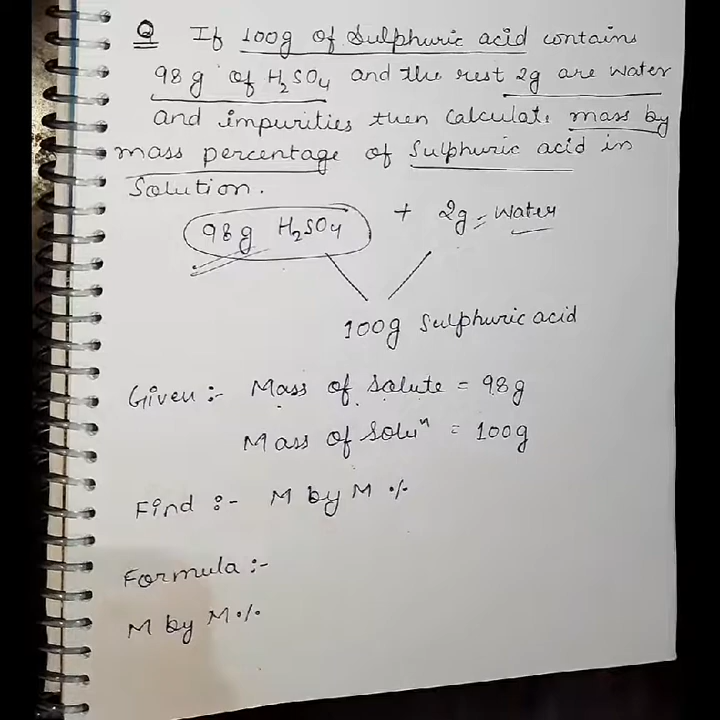 Q If 100g of Sulphuric acid contains
98 g of H2SO4 and the rest 2g are water
and impurities then calculate mass by
mass percentage of Sulphuric acid in
Solution.
98g H2SO4 + 2g = Water
100g Sulphuric acid
Given :- Mass of Solute = 98g
Mass of Soluⁿ = 100g
Find :- M by M %
Formula :-
M by M %